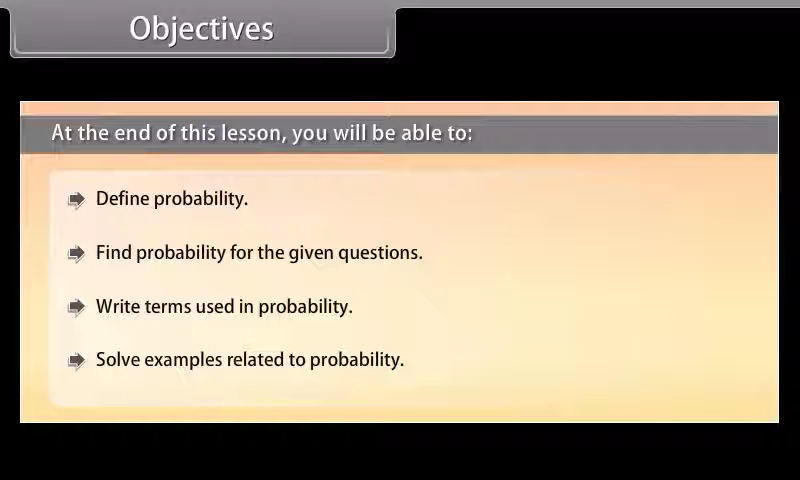 Objectives
At the end of this lesson, you will be able to:
Define probability.
Find probability for the given questions.
Write terms used in probability.
Solve examples related to probability.